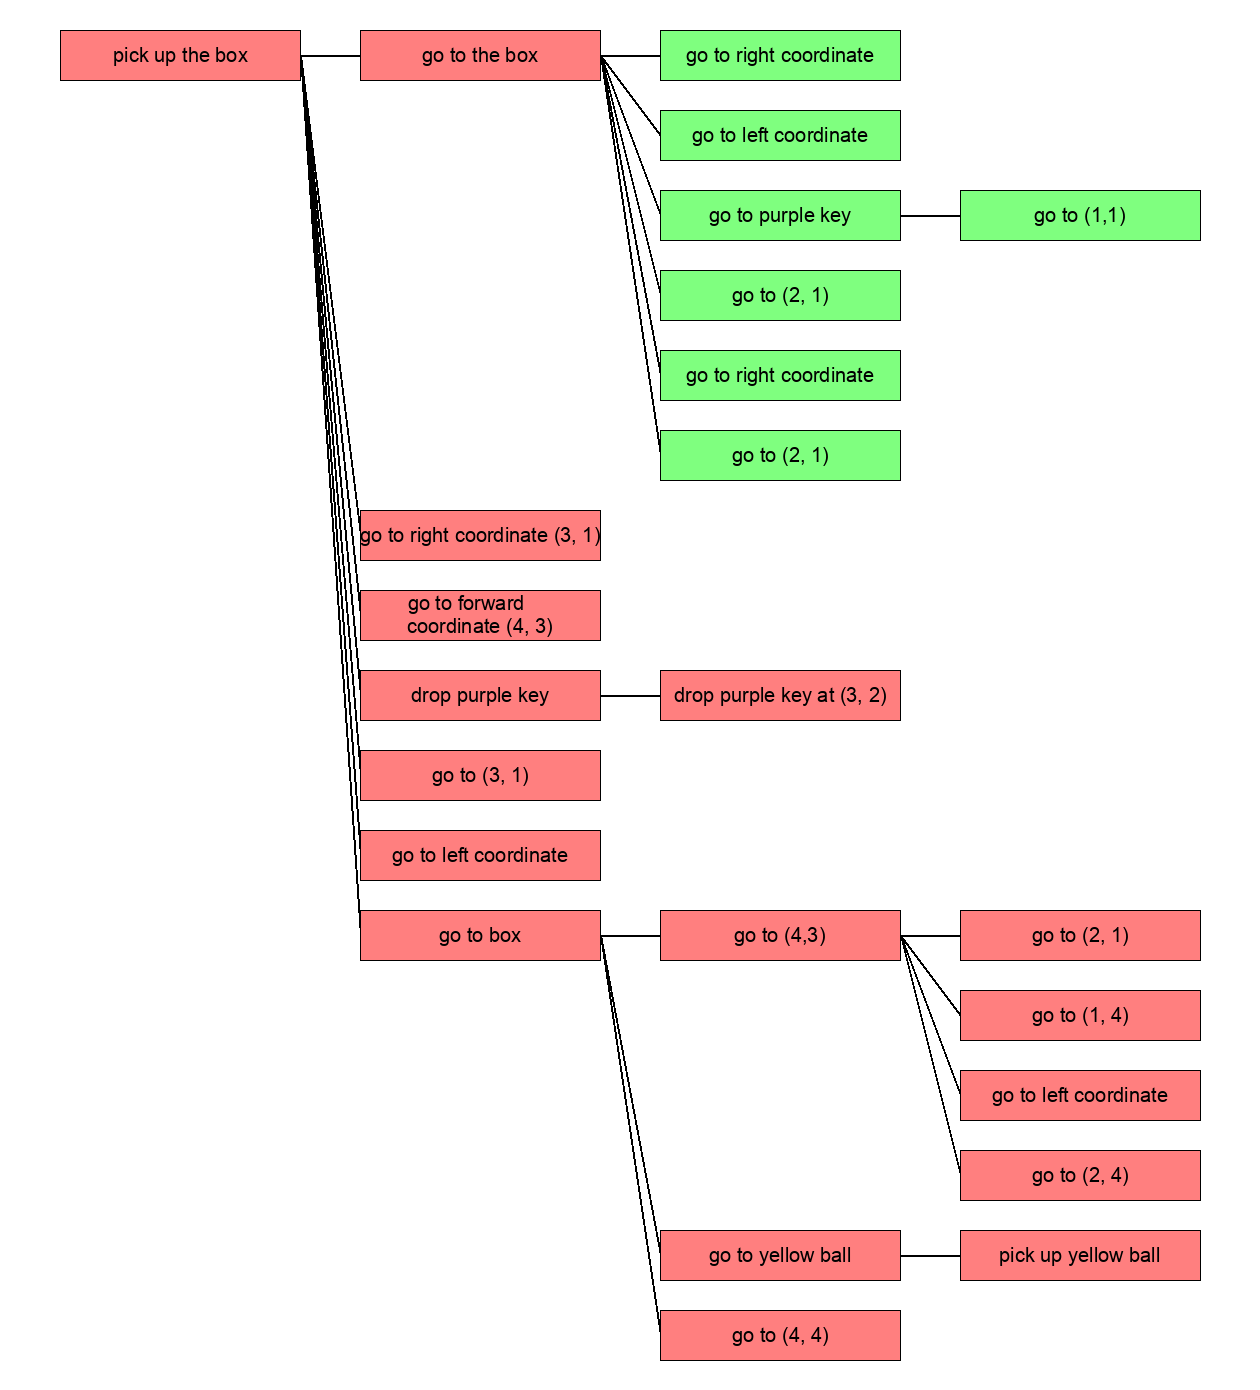 pick up the box
go to the box
go to right coordinate
go to left coordinate
go to purple key
go to (1,1)
go to (2, 1)
go to right coordinate
go to (2, 1)
go to right coordinate (3, 1)
go to forward
coordinate (4, 3)
drop purple key
drop purple key at (3, 2)
go to (3, 1)
go to left coordinate
go to box
go to (4,3)
go to (2, 1)
go to (1, 4)
go to left coordinate
go to (2, 4)
go to yellow ball
pick up yellow ball
go to (4, 4)